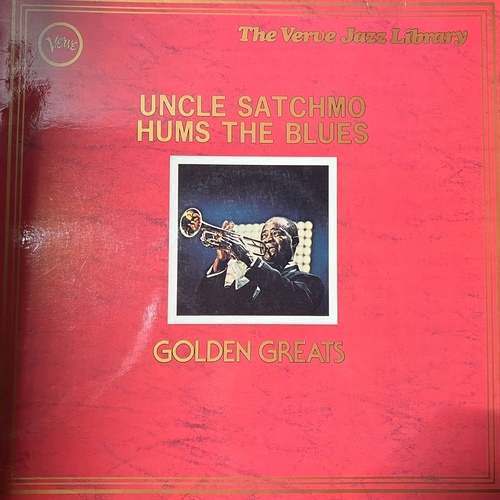 Verve
The Verve Jazz Library
UNCLE SATCHMO
HUMS THE BLUES
GOLDEN GREATS